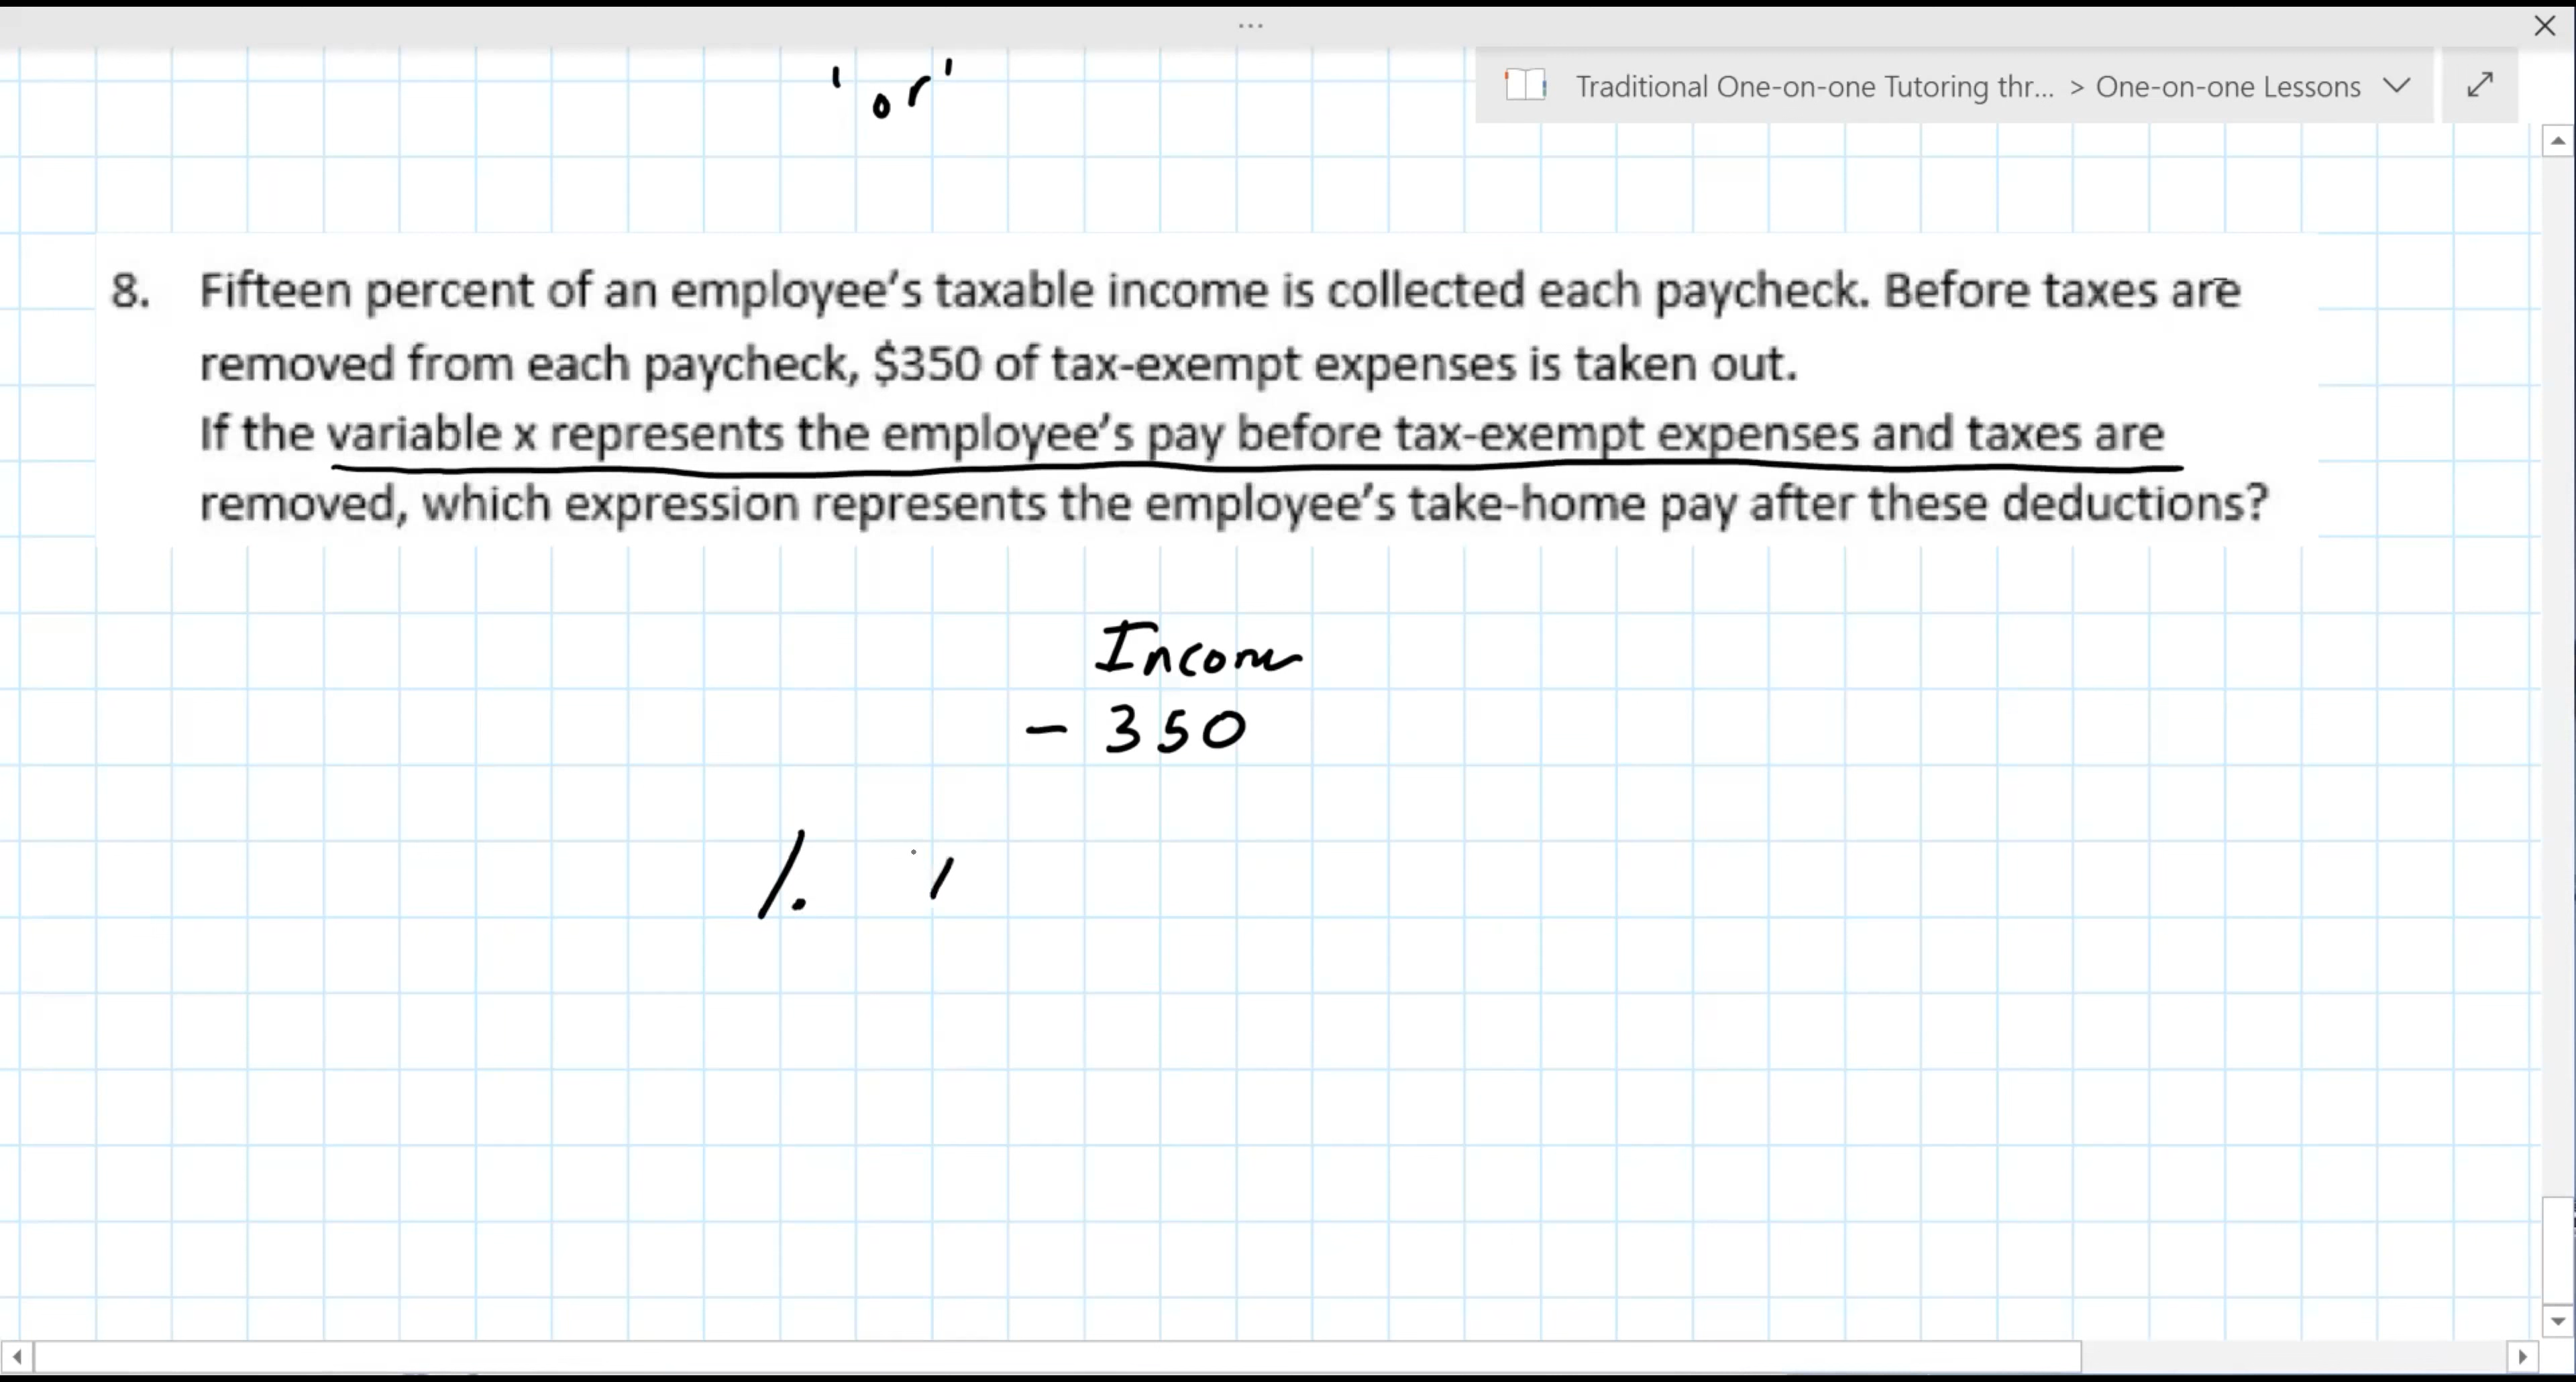 ...
Traditional One-on-one Tutoring thr... > One-on-one Lessons
'or'
8. Fifteen percent of an employee's taxable income is collected each paycheck. Before taxes are
removed from each paycheck, $350 of tax-exempt expenses is taken out.
If the variable x represents the employee's pay before tax-exempt expenses and taxes are
removed, which expression represents the employee's take-home pay after these deductions?
Income
- 350